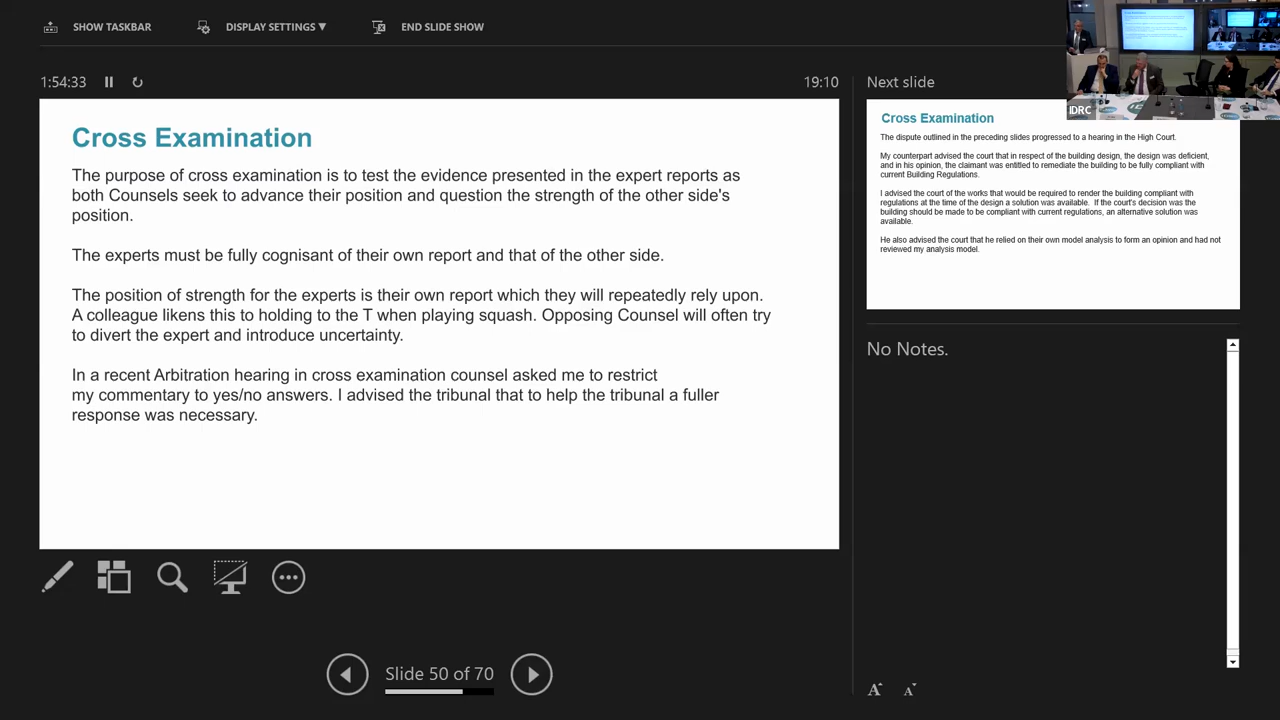 SHOW TASKBAR
DISPLAY SETTINGS ▼
END SLIDE SHOW
1:54:33
19:10
Next slide
IDRC
Cross Examination
The purpose of cross examination is to test the evidence presented in the expert reports as
both Counsels seek to advance their position and question the strength of the other side's
position.
The experts must be fully cognisant of their own report and that of the other side.
The position of strength for the experts is their own report which they will repeatedly rely upon.
A colleague likens this to holding to the T when playing squash. Opposing Counsel will often try
to divert the expert and introduce uncertainty.
In a recent Arbitration hearing in cross examination counsel asked me to restrict
my commentary to yes/no answers. I advised the tribunal that to help the tribunal a fuller
response was necessary.
Cross Examination
The dispute outlined in the preceding slides progressed to a hearing in the High Court.
My counterpart advised the court that in respect of the building design, the design was deficient,
and in his opinion, the claimant was entitled to remediate the building to be fully compliant with
current Building Regulations.
I advised the court of the works that would be required to render the building compliant with
regulations at the time of the design a solution was available. If the court's decision was the
building should be made to be compliant with current regulations, an alternative solution was
available.
He also advised the court that he relied on their own model analysis to form an opinion and had not
reviewed my analysis model.
No Notes.
Slide 50 of 70
A A